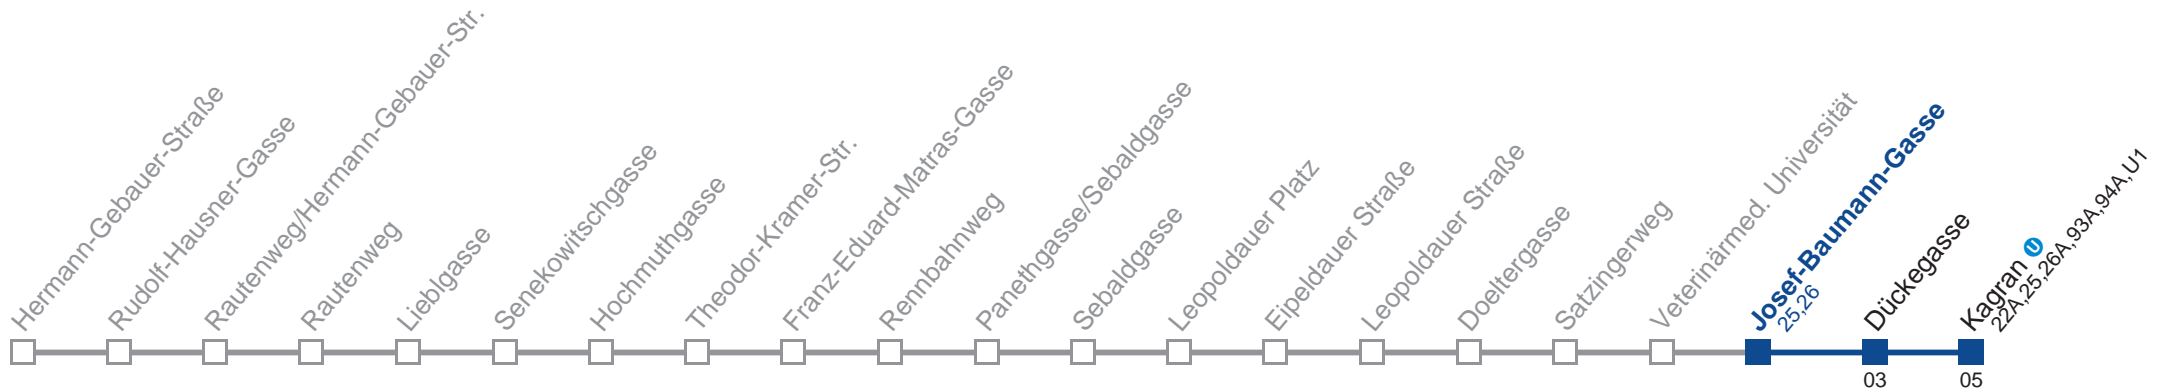 Hermann-Gebauer-Straße
Rudolf-Hausner-Gasse
Rautenweg/Hermann-Gebauer-Str.
Rautenweg
Lieblgasse
Senekowitschgasse
Hochmuthgasse
Theodor-Kramer-Str.
Franz-Eduard-Matras-Gasse
Rennbahnweg
Panethgasse/Sebaldgasse
Sebaldgasse
Leopoldauer Platz
Eipeldauer Straße
Leopoldauer Straße
Doeltergasse
Satzingerweg
Veterinärmed. Universität
Josef-Baumann-Gasse
25,26
Dückegasse
03
Kagran U
22A,25,26A,93A,94A,U1
05